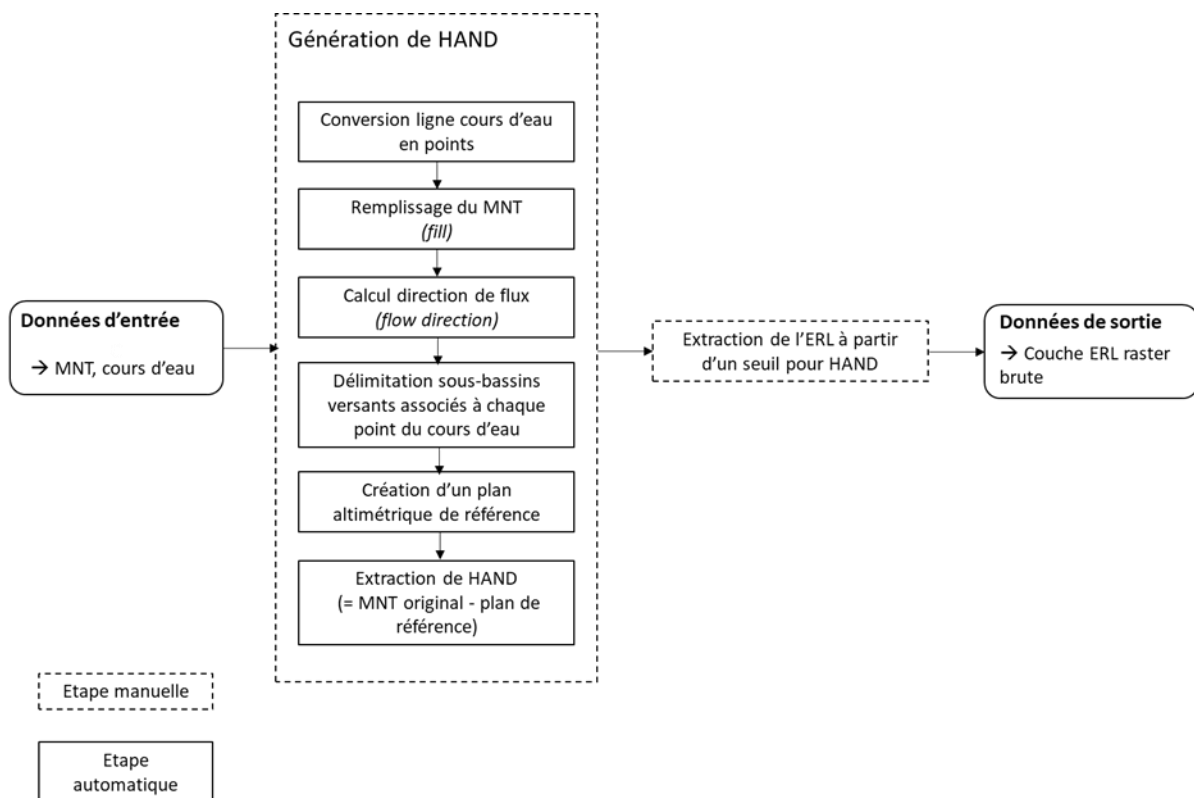 Génération de HAND
Conversion ligne cours d'eau
en points
Remplissage du MNT
(fill)
Calcul direction de flux
(flow direction)
Délimitation sous-bassins
versants associés à chaque
point du cours d'eau
Création d'un plan
altimétrique de référence
Extraction de HAND
(= MNT original - plan de
référence)
Données d'entrée
→ MNT, cours d'eau
Extraction de l'ERL à partir
d'un seuil pour HAND
Données de sortie
→ Couche ERL raster
brute
Etape manuelle
Etape
automatique